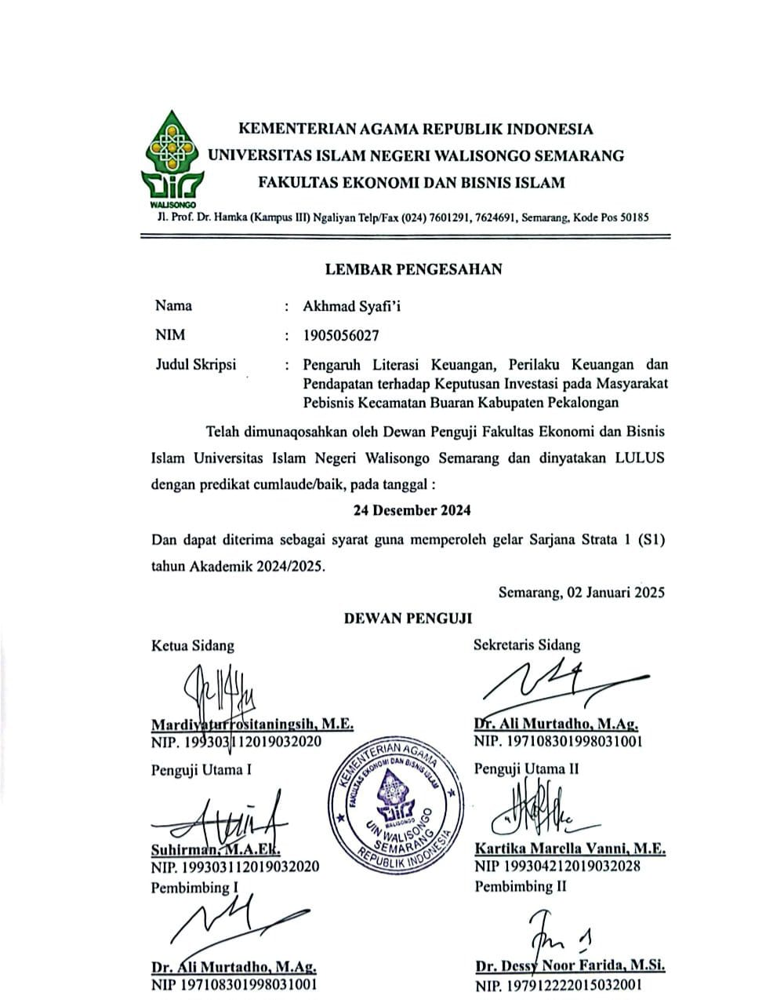 KEMENTERIAN AGAMA REPUBLIK INDONESIA
UNIVERSITAS ISLAM NEGERI WALISONGO SEMARANG
FAKULTAS EKONOMI DAN BISNIS ISLAM
WALISONGO
Jl. Prof. Dr. Hamka (Kampus III) Ngaliyan Telp/Fax (024) 7601291, 7624691, Semarang, Kode Pos 50185
LEMBAR PENGESAHAN
Nama : Akhmad Syafi’i
NIM : 1905056027
Judul Skripsi : Pengaruh Literasi Keuangan, Perilaku Keuangan dan
Pendapatan terhadap Keputusan Investasi pada Masyarakat
Pebisnis Kecamatan Buaran Kabupaten Pekalongan
Telah dimunaqosahkan oleh Dewan Penguji Fakultas Ekonomi dan Bisnis
Islam Universitas Islam Negeri Walisongo Semarang dan dinyatakan LULUS
dengan predikat cumlaude/baik, pada tanggal :
24 Desember 2024
Dan dapat diterima sebagai syarat guna memperoleh gelar Sarjana Strata 1 (S1)
tahun Akademik 2024/2025.
Semarang, 02 Januari 2025
DEWAN PENGUJI
Ketua Sidang
Sekretaris Sidang
Mardiyaturrositaningsih, M.E.
NIP. 199303112019032020
Dr. Ali Murtadho, M.Ag.
NIP. 197108301998031001
Penguji Utama I
Penguji Utama II
KEMENTERIAN AGAMA
FAKULTAS EKONOMI DAN BISNIS ISLAM
WALISONGO
UIN WALISONGO
SEMARANG
REPUBLIK INDONESIA
Suhirman, M.A.Ek.
NIP. 199303112019032020
Kartika Marella Vanni, M.E.
NIP 199304212019032028
Pembimbing I
Pembimbing II
Dr. Ali Murtadho, M.Ag.
NIP 197108301998031001
Dr. Dessy Noor Farida, M.Si.
NIP. 197912222015032001